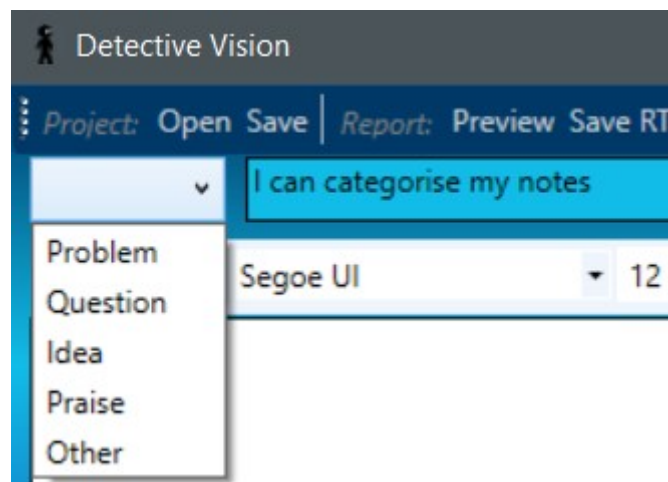 Detective Vision
Project: Open Save Report: Preview Save RT
I can categorise my notes
Problem
Segoe UI 12
Question
Idea
Praise
Other